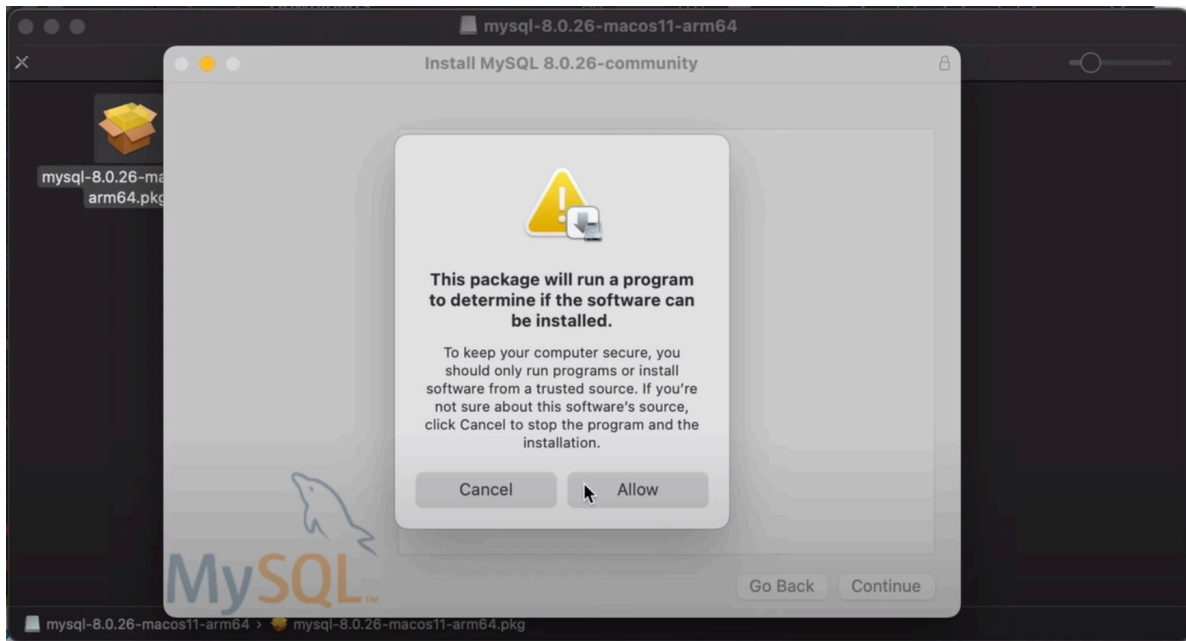 mysql-8.0.26-macos11-arm64
Install MySQL 8.0.26-community
mysql-8.0.26-ma
arm64.pkg
This package will run a program
to determine if the software can
be installed.
To keep your computer secure, you
should only run programs or install
software from a trusted source. If you're
not sure about this software's source,
click Cancel to stop the program and the
installation.
Cancel
Allow
MySQL™
Go Back
Continue
mysql-8.0.26-macos11-arm64 › mysql-8.0.26-macos11-arm64.pkg